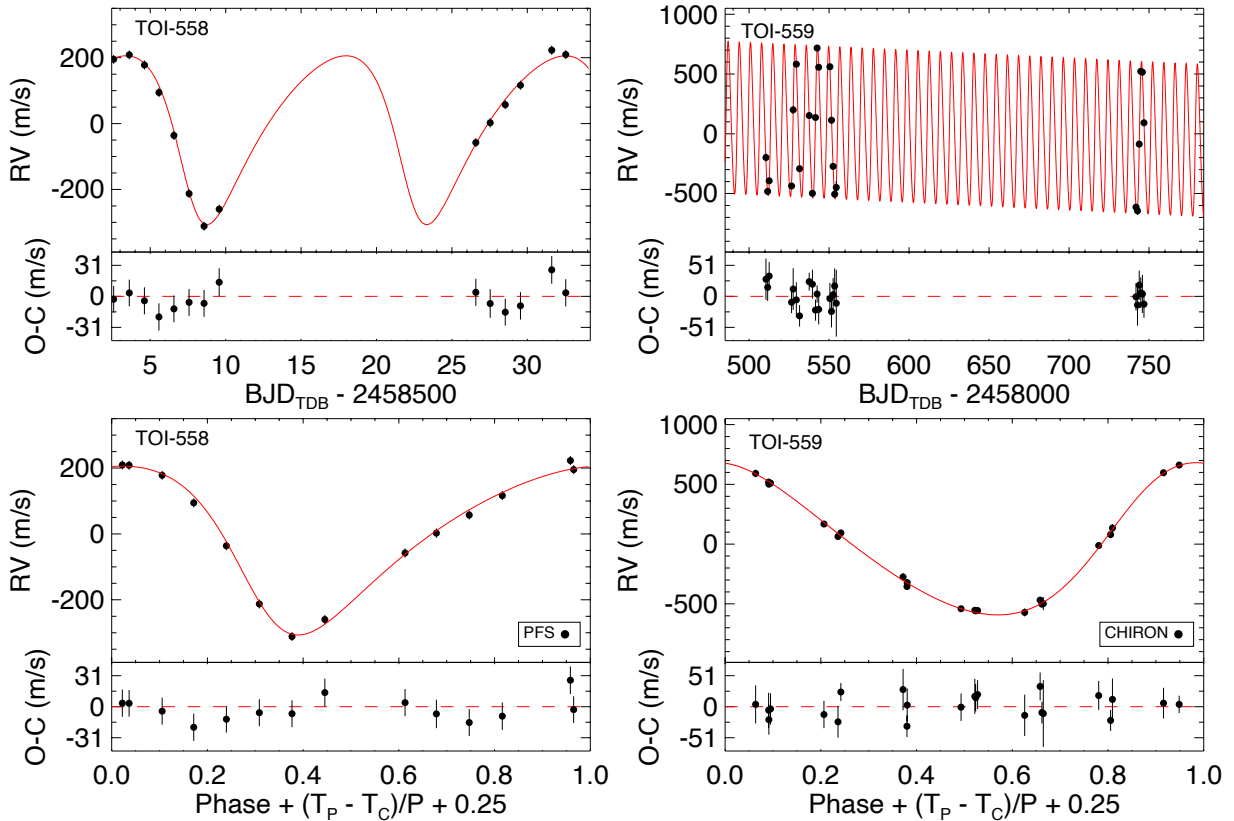 TOI-558
RV (m/s)
200
0
-200
O-C (m/s)
31
0
-31
5 10 15 20 25 30
BJD_TDB - 2458500
TOI-559
RV (m/s)
1000
500
0
-500
O-C (m/s)
51
0
-51
500 550 600 650 700 750
BJD_TDB - 2458000
TOI-558
RV (m/s)
200
0
-200
PFS
O-C (m/s)
31
0
-31
0.0 0.2 0.4 0.6 0.8 1.0
Phase + (T_P - T_C)/P + 0.25
TOI-559
RV (m/s)
1000
500
0
-500
CHIRON
O-C (m/s)
51
0
-51
0.0 0.2 0.4 0.6 0.8 1.0
Phase + (T_P - T_C)/P + 0.25